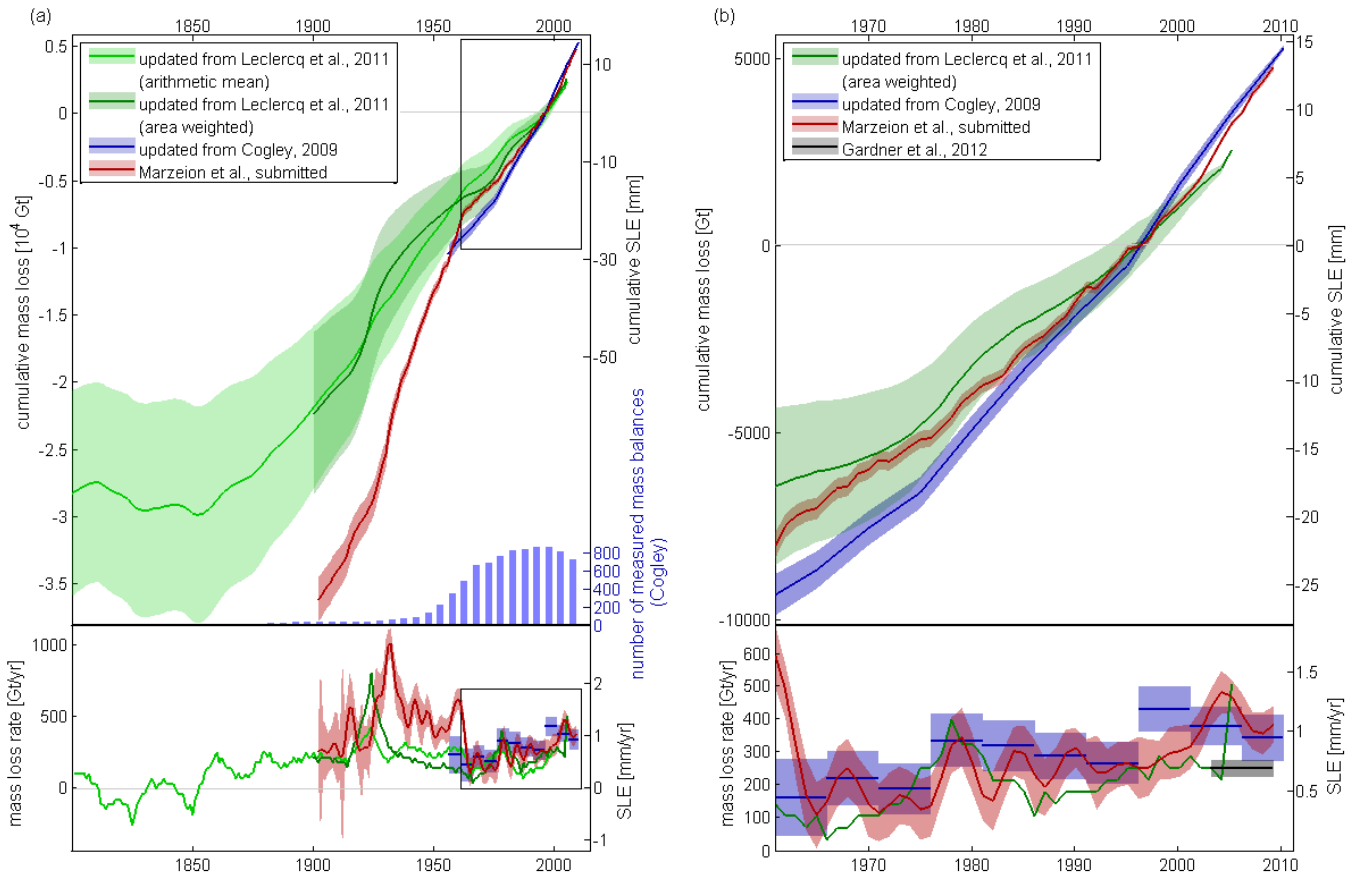 (a)
1850 1900 1950 2000
0.5
0
-0.5
-1
-1.5
-2
-2.5
-3
-3.5
cumulative mass loss [10⁴ Gt]
updated from Leclercq et al., 2011
(arithmetic mean)
updated from Leclercq et al., 2011
(area weighted)
updated from Cogley, 2009
Marzeion et al., submitted
10
-10
-30
-50
cumulative SLE [mm]
800
600
400
200
0
number of measured mass balances
(Cogley)
1000
500
0
mass loss rate [Gt/yr]
2
1
0
-1
SLE [mm/yr]
1850 1900 1950 2000
(b)
1970 1980 1990 2000 2010
5000
0
-5000
-10000
cumulative mass loss [Gt]
updated from Leclercq et al., 2011
(area weighted)
updated from Cogley, 2009
Marzeion et al., submitted
Gardner et al., 2012
15
10
5
0
-5
-10
-15
-20
-25
cumulative SLE [mm]
600
500
400
300
200
100
0
mass loss rate [Gt/yr]
1.5
1
0.5
SLE [mm/yr]
1970 1980 1990 2000 2010